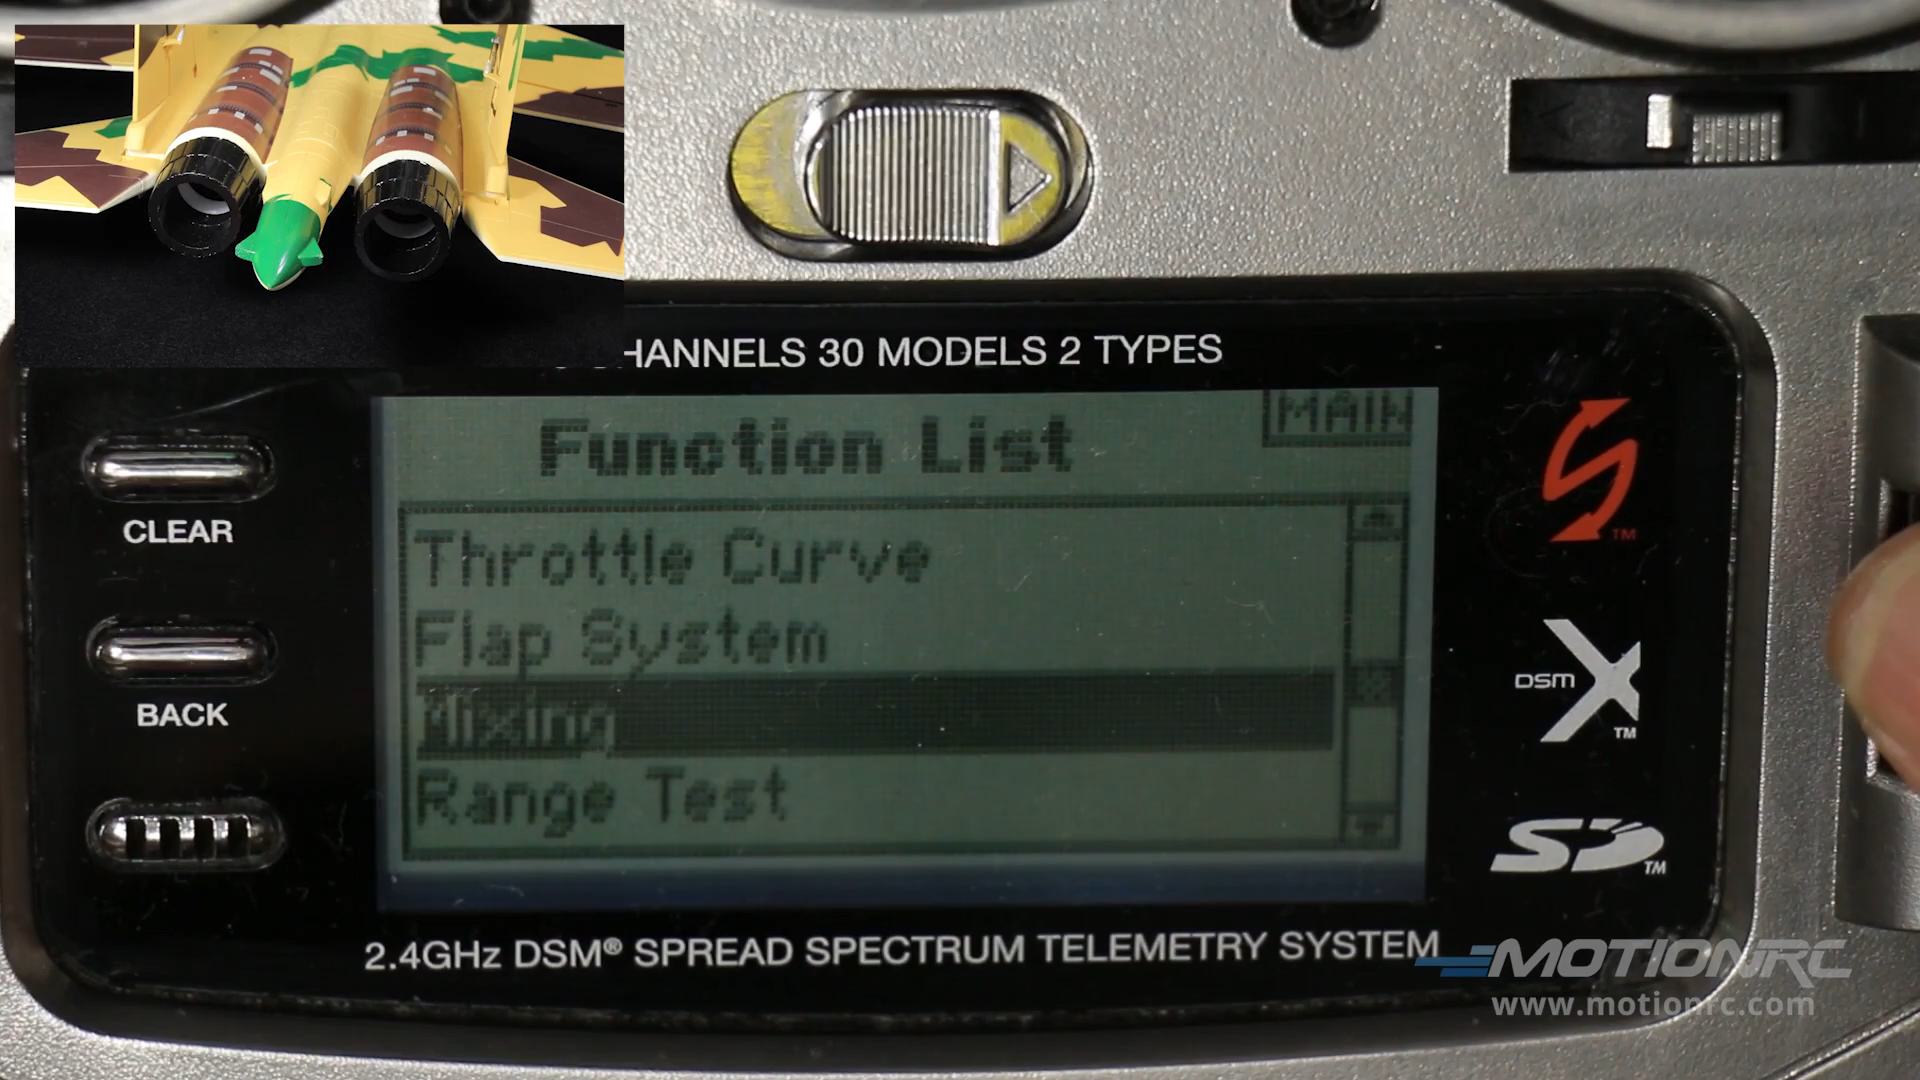 HANNELS 30 MODELS 2 TYPES
MAIN
Function List
Throttle Curve
Flap System
Mixing
Range Test
CLEAR
BACK
TM
DSM X TM
SD TM
2.4GHz DSM® SPREAD SPECTRUM TELEMETRY SYSTEM
MOTIONRC
www.motionrc.com